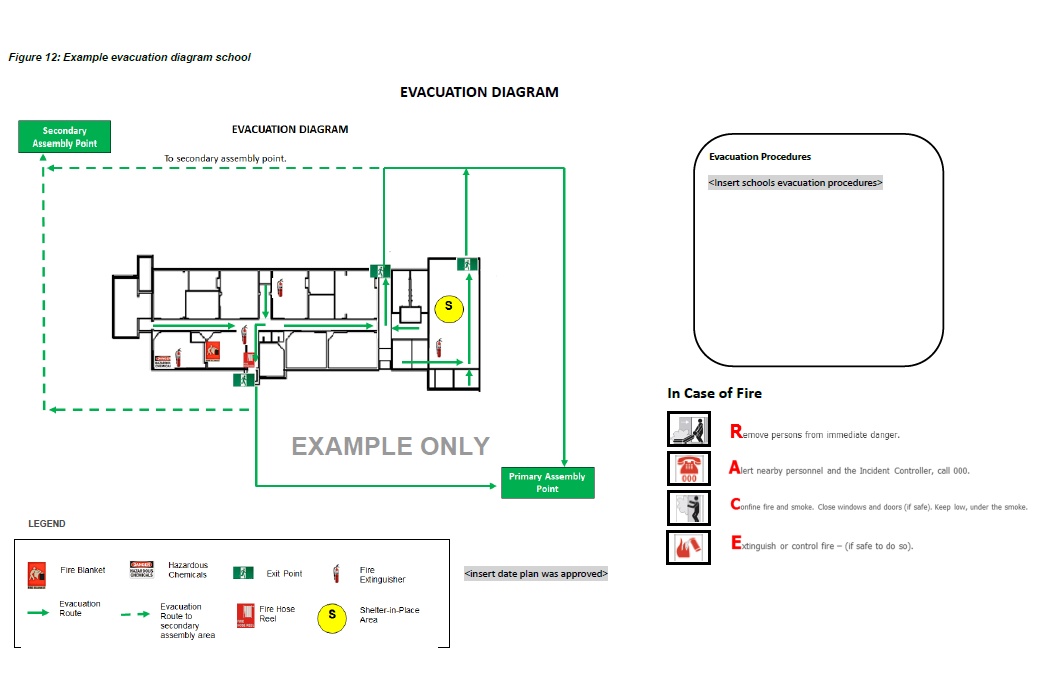 Figure 12: Example evacuation diagram school
EVACUATION DIAGRAM
Secondary
Assembly Point
EVACUATION DIAGRAM
To secondary assembly point.
Evacuation Procedures
<Insert schools evacuation procedures>
S
EXAMPLE ONLY
Primary Assembly
Point
In Case of Fire
Remove persons from immediate danger.
000
Alert nearby personnel and the Incident Controller, call 000.
Confine fire and smoke. Close windows and doors (if safe). Keep low, under the smoke.
Extinguish or control fire – (if safe to do so).
LEGEND
Fire Blanket
DANGER
HAZARDOUS
CHEMICALS
Hazardous
Chemicals
Exit Point
Fire
Extinguisher
<insert date plan was approved>
Evacuation
Route
Evacuation
Route to
secondary
assembly area
Fire Hose
Reel
S
Shelter-in-Place
Area